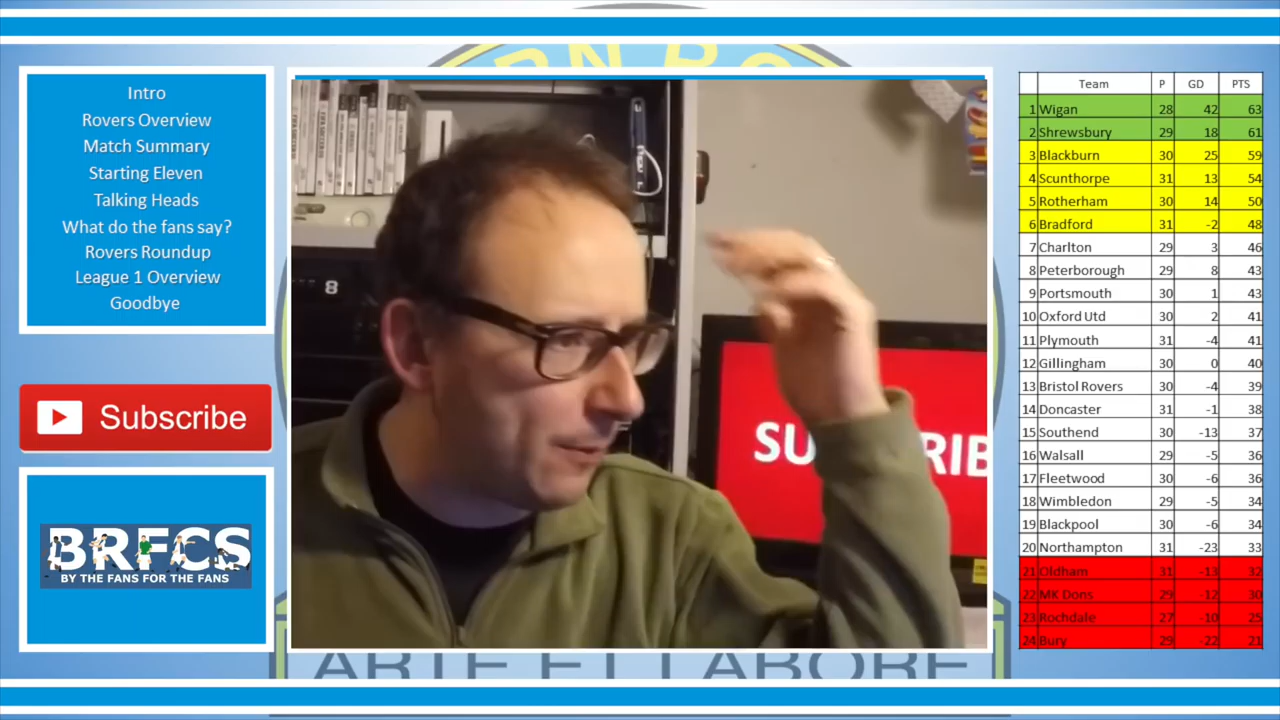 RN RO
Intro
Rovers Overview
Match Summary
Starting Eleven
Talking Heads
What do the fans say?
Rovers Roundup
League 1 Overview
Goodbye
Subscribe
BRFCS
BY THE FANS FOR THE FANS
8
SU RIB
ARTE ET LABORE
Team P GD PTS
1 Wigan 28 42 63
2 Shrewsbury 29 18 61
3 Blackburn 30 25 59
4 Scunthorpe 31 13 54
5 Rotherham 30 14 50
6 Bradford 31 -2 48
7 Charlton 29 3 46
8 Peterborough 29 8 43
9 Portsmouth 30 1 43
10 Oxford Utd 30 2 41
11 Plymouth 31 -4 41
12 Gillingham 30 0 40
13 Bristol Rovers 30 -4 39
14 Doncaster 31 -1 38
15 Southend 30 -13 37
16 Walsall 29 -5 36
17 Fleetwood 30 -6 36
18 Wimbledon 29 -5 34
19 Blackpool 30 -6 34
20 Northampton 31 -23 33
21 Oldham 31 -13 32
22 MK Dons 29 -12 30
23 Rochdale 27 -10 25
24 Bury 29 -22 21